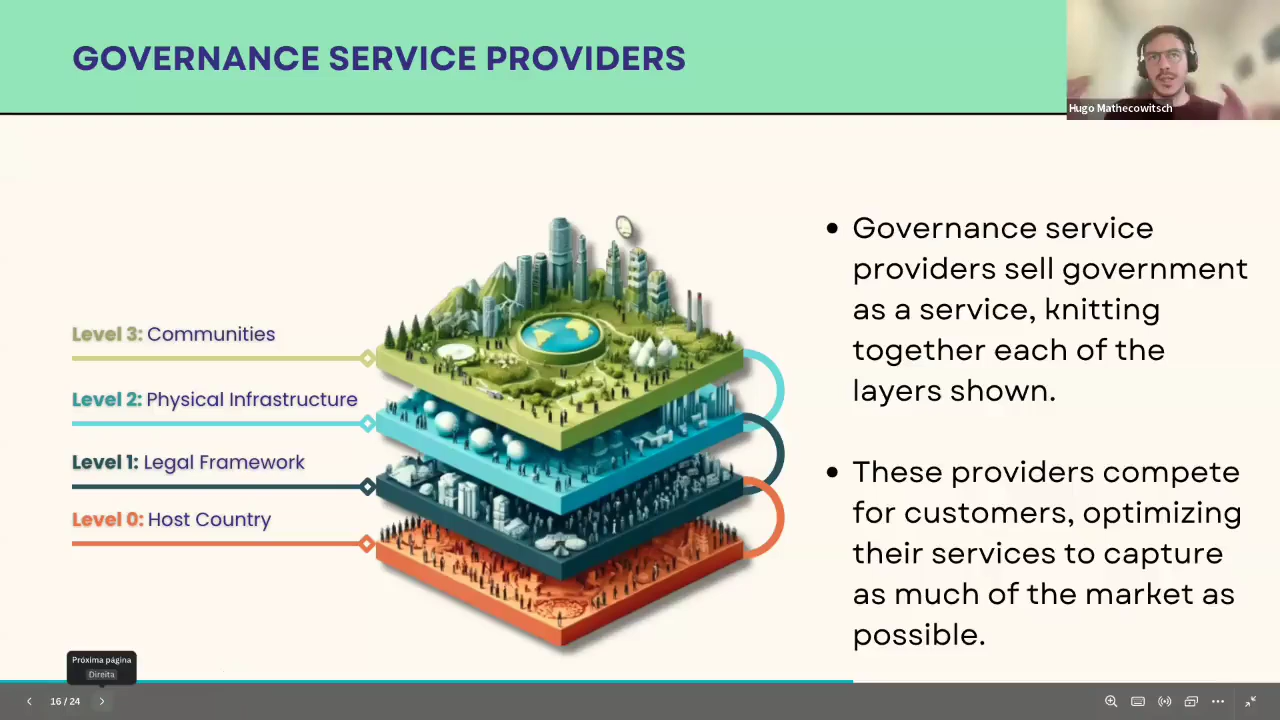 GOVERNANCE SERVICE PROVIDERS
Hugo Mathecowitsch
Level 3: Communities
Level 2: Physical Infrastructure
Level 1: Legal Framework
Level 0: Host Country
• Governance service
providers sell government
as a service, knitting
together each of the
layers shown.
• These providers compete
for customers, optimizing
their services to capture
as much of the market as
possible.
Próxima página
Direita
16 / 24